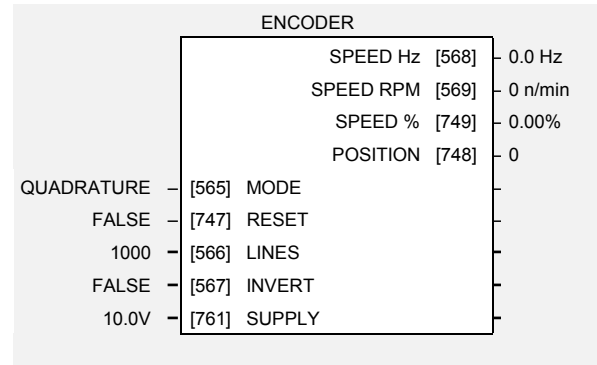 ENCODER
SPEED Hz [568] – 0.0 Hz
SPEED RPM [569] – 0 n/min
SPEED % [749] – 0.00%
POSITION [748] – 0
QUADRATURE – [565] MODE –
FALSE – [747] RESET –
1000 – [566] LINES –
FALSE – [567] INVERT –
10.0V – [761] SUPPLY –